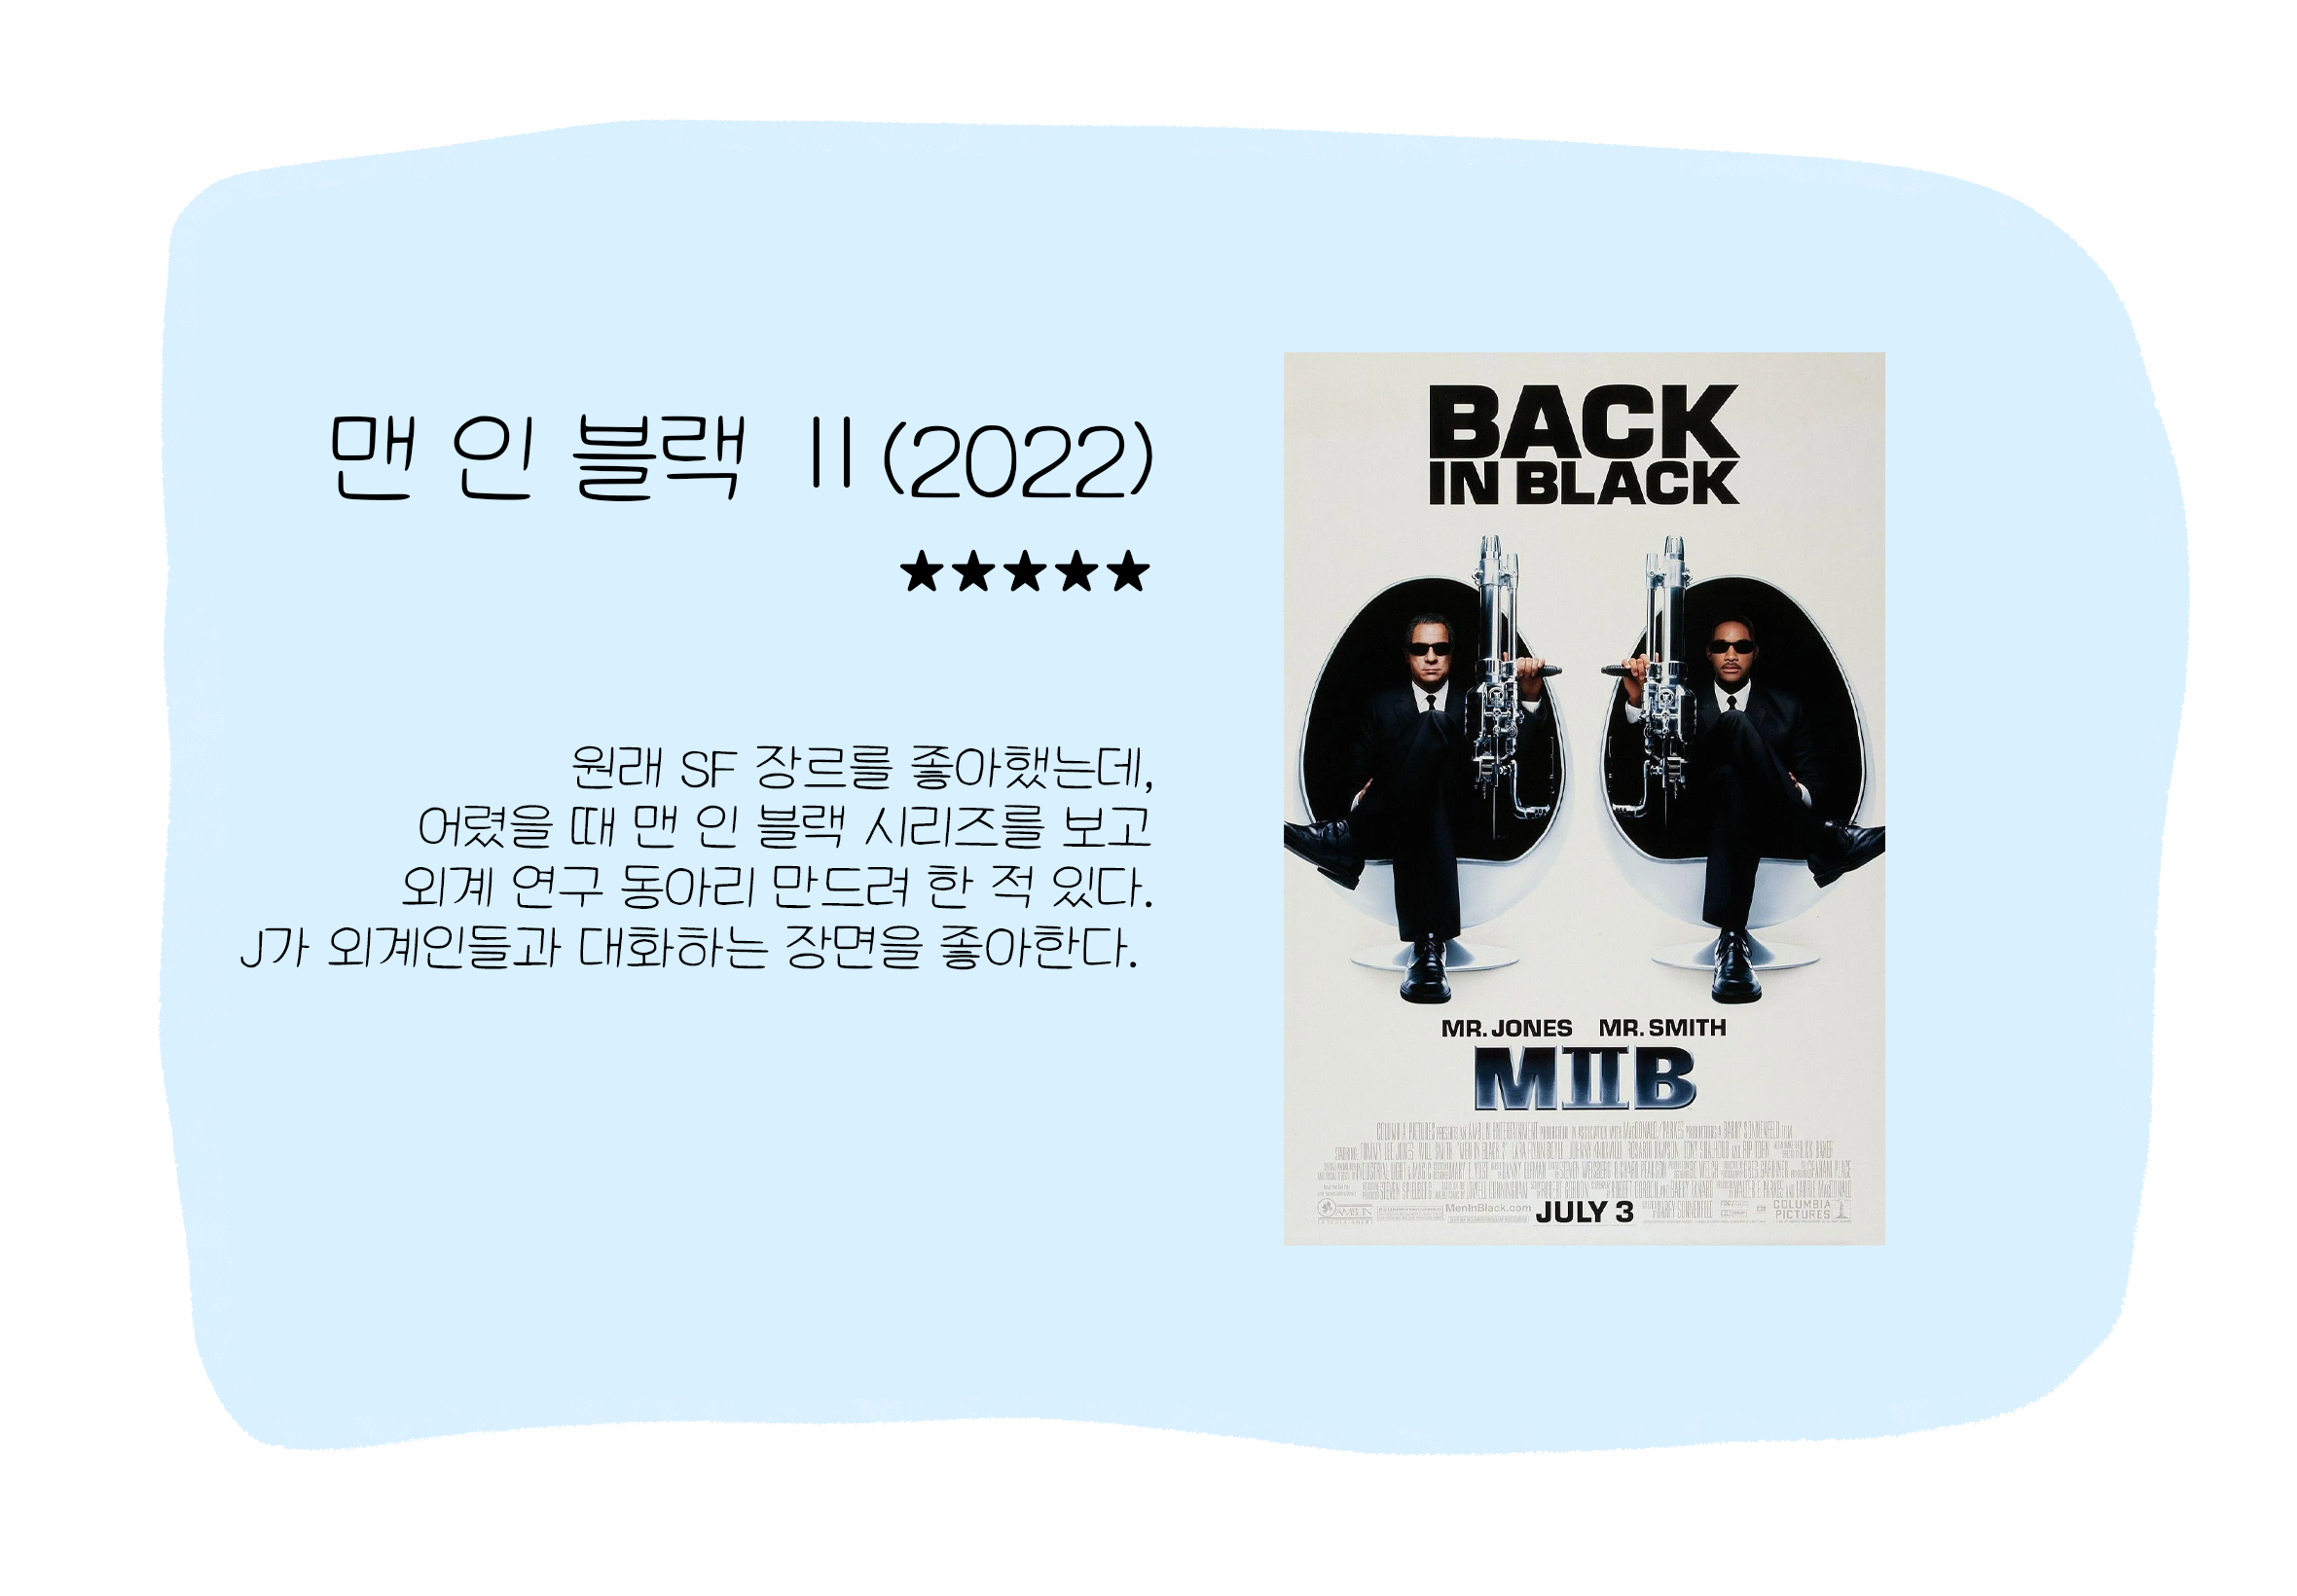 맨 인 블랙 II (2022)
★★★★★
원래 SF 장르를 좋아했는데,
어렸을 때 맨 인 블랙 시리즈를 보고
외계 연구 동아리 만드려 한 적 있다.
J가 외계인들과 대화하는 장면을 좋아한다.
BACK
IN BLACK
MR. JONES MR. SMITH
MIIB
MenInBlack.com
JULY 3
COLUMBIA
PICTURES